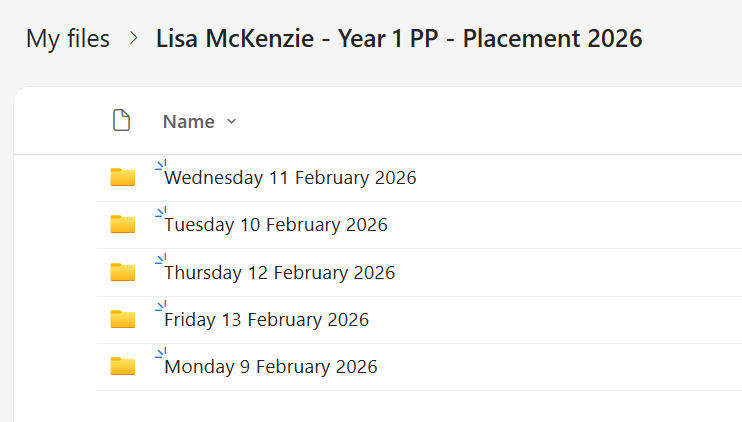 My files > Lisa McKenzie - Year 1 PP - Placement 2026
Name
Wednesday 11 February 2026
Tuesday 10 February 2026
Thursday 12 February 2026
Friday 13 February 2026
Monday 9 February 2026